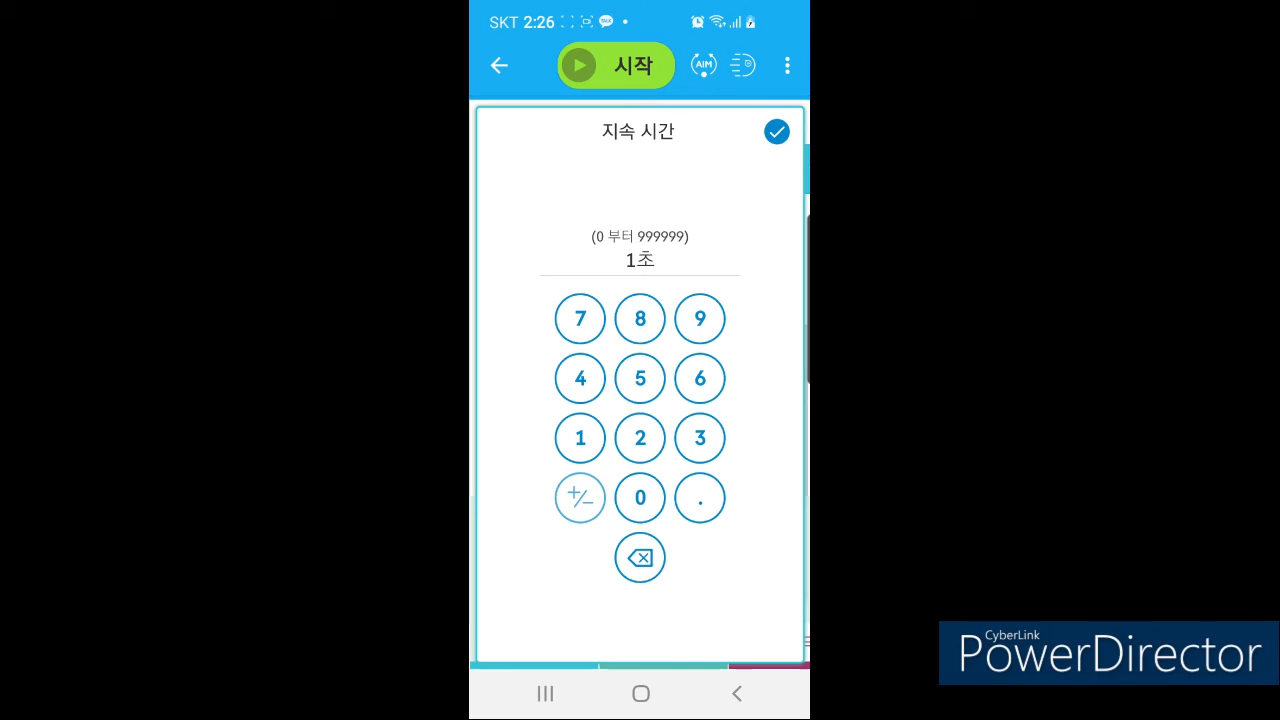 SKT 2:26 TALK
시작 AIM
지속 시간
(0 부터 999999)
1초
7 8 9
4 5 6
1 2 3
+/− 0 .
CyberLink
PowerDirector